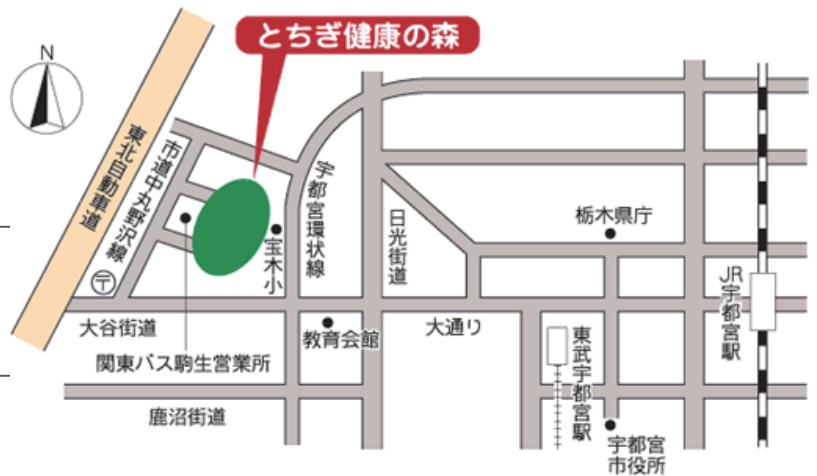 とちぎ健康の森
N
東北自動車道
市道中丸野沢線
宇都宮環状線
宝木小
日光街道
栃木県庁
JR宇都宮駅
〒
大谷街道
教育会館
大通り
関東バス駒生営業所
東武宇都宮駅
鹿沼街道
宇都宮
市役所